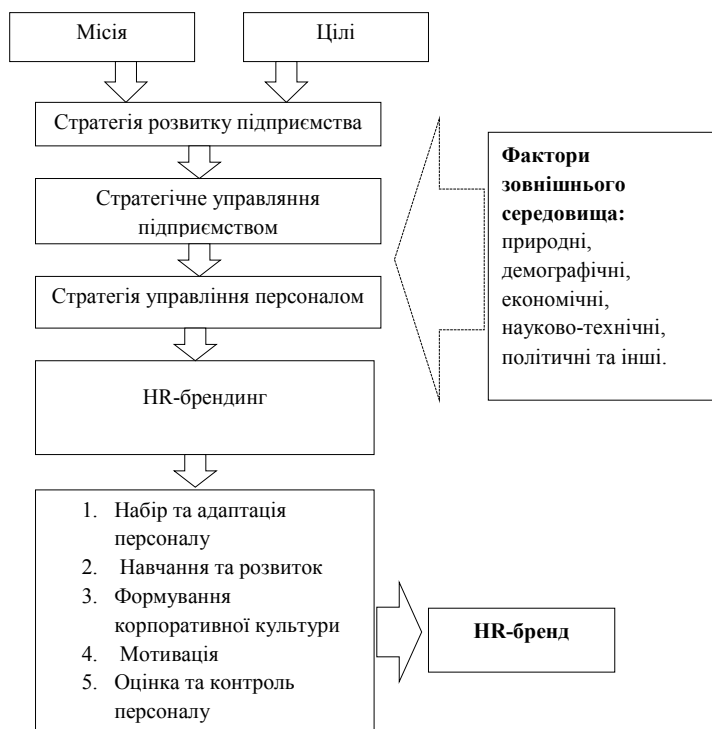 Місія
Цілі
Стратегія розвитку підприємства
Стратегічне управляння
підприємством
Стратегія управління персоналом
HR-брендинг
Фактори
зовнішнього
середовища:
природні,
демографічні,
економічні,
науково-технічні,
політичні та інші.
1. Набір та адаптація
персоналу
2. Навчання та розвиток
3. Формування
корпоративної культури
4. Мотивація
5. Оцінка та контроль
персоналу
HR-бренд